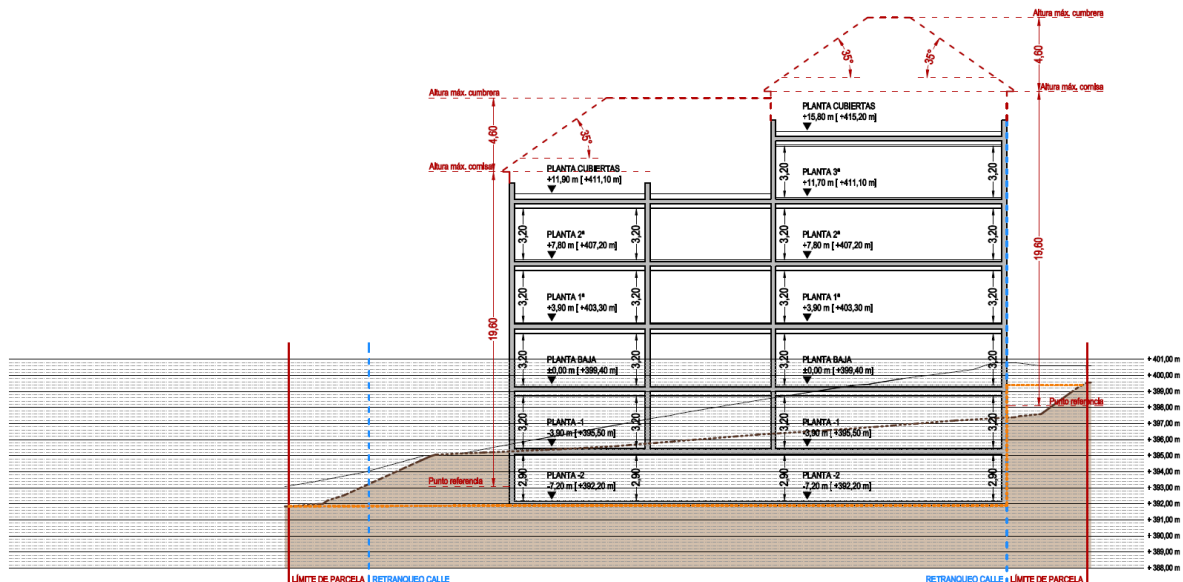 Altura máx. cumbrera
Altura máx. cumbrera
4,60
35°
35°
Altura máx. cornisa
Altura máx. cumbrera
PLANTA CUBIERTAS
+15,80 m [ +415,20 m]
4,60
35°
Altura máx. cornisa
PLANTA CUBIERTAS
+11,90 m [ +411,10 m]
3,20
PLANTA 3ª
+11,70 m [ +411,10 m]
3,20
3,20
PLANTA 2ª
+7,80 m [ +407,20 m]
3,20
3,20
PLANTA 2ª
+7,80 m [ +407,20 m]
3,20
19,60
3,20
PLANTA 1ª
+3,90 m [ +403,30 m]
3,20
3,20
PLANTA 1ª
+3,90 m [ +403,30 m]
3,20
19,60
3,20
PLANTA BAJA
±0,00 m [ +399,40 m]
3,20
3,20
PLANTA BAJA
±0,00 m [ +399,40 m]
3,20
3,20
PLANTA -1
-3,90 m [ +395,50 m]
3,20
3,20
PLANTA -1
-3,90 m [ +395,50 m]
3,20
Punto referencia
Punto referencia
2,90
PLANTA -2
-7,20 m [ +392,20 m]
2,90
2,90
PLANTA -2
-7,20 m [ +392,20 m]
2,90
+ 401,00 m
+ 400,00 m
+ 399,00 m
+ 398,00 m
+ 397,00 m
+ 396,00 m
+ 395,00 m
+ 394,00 m
+ 393,00 m
+ 392,00 m
+ 391,00 m
+ 390,00 m
+ 389,00 m
+ 388,00 m
LÍMITE DE PARCELA
RETRANQUEO CALLE
RETRANQUEO CALLE
LÍMITE DE PARCELA